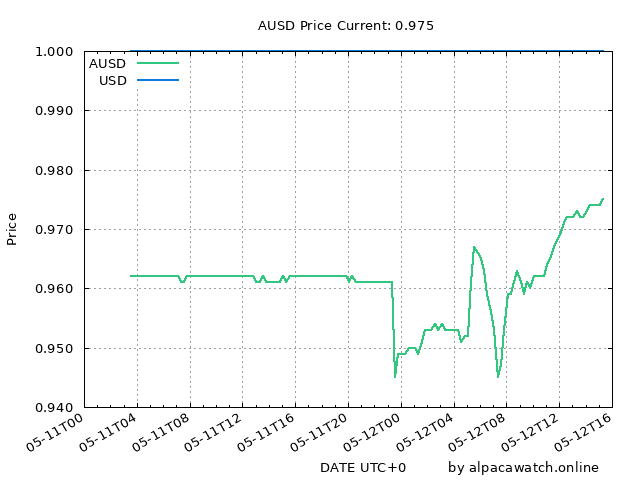 AUSD Price Current: 0.975
1.000
AUSD
USD
0.990
0.980
0.970
Price
0.960
0.950
0.940
05-11T00
05-11T04
05-11T08
05-11T12
05-11T16
05-11T20
05-12T00
05-12T04
05-12T08
05-12T12
05-12T16
DATE UTC+0 by alpacawatch.online